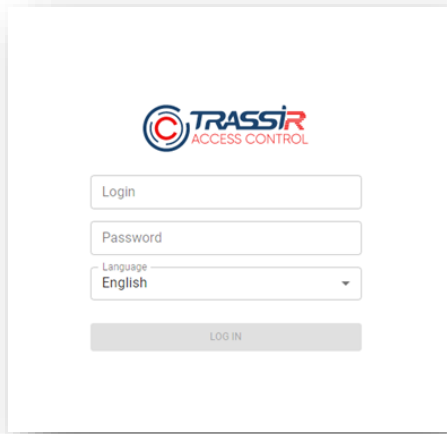 TRASSIR
ACCESS CONTROL
Login
Password
Language
English
LOG IN